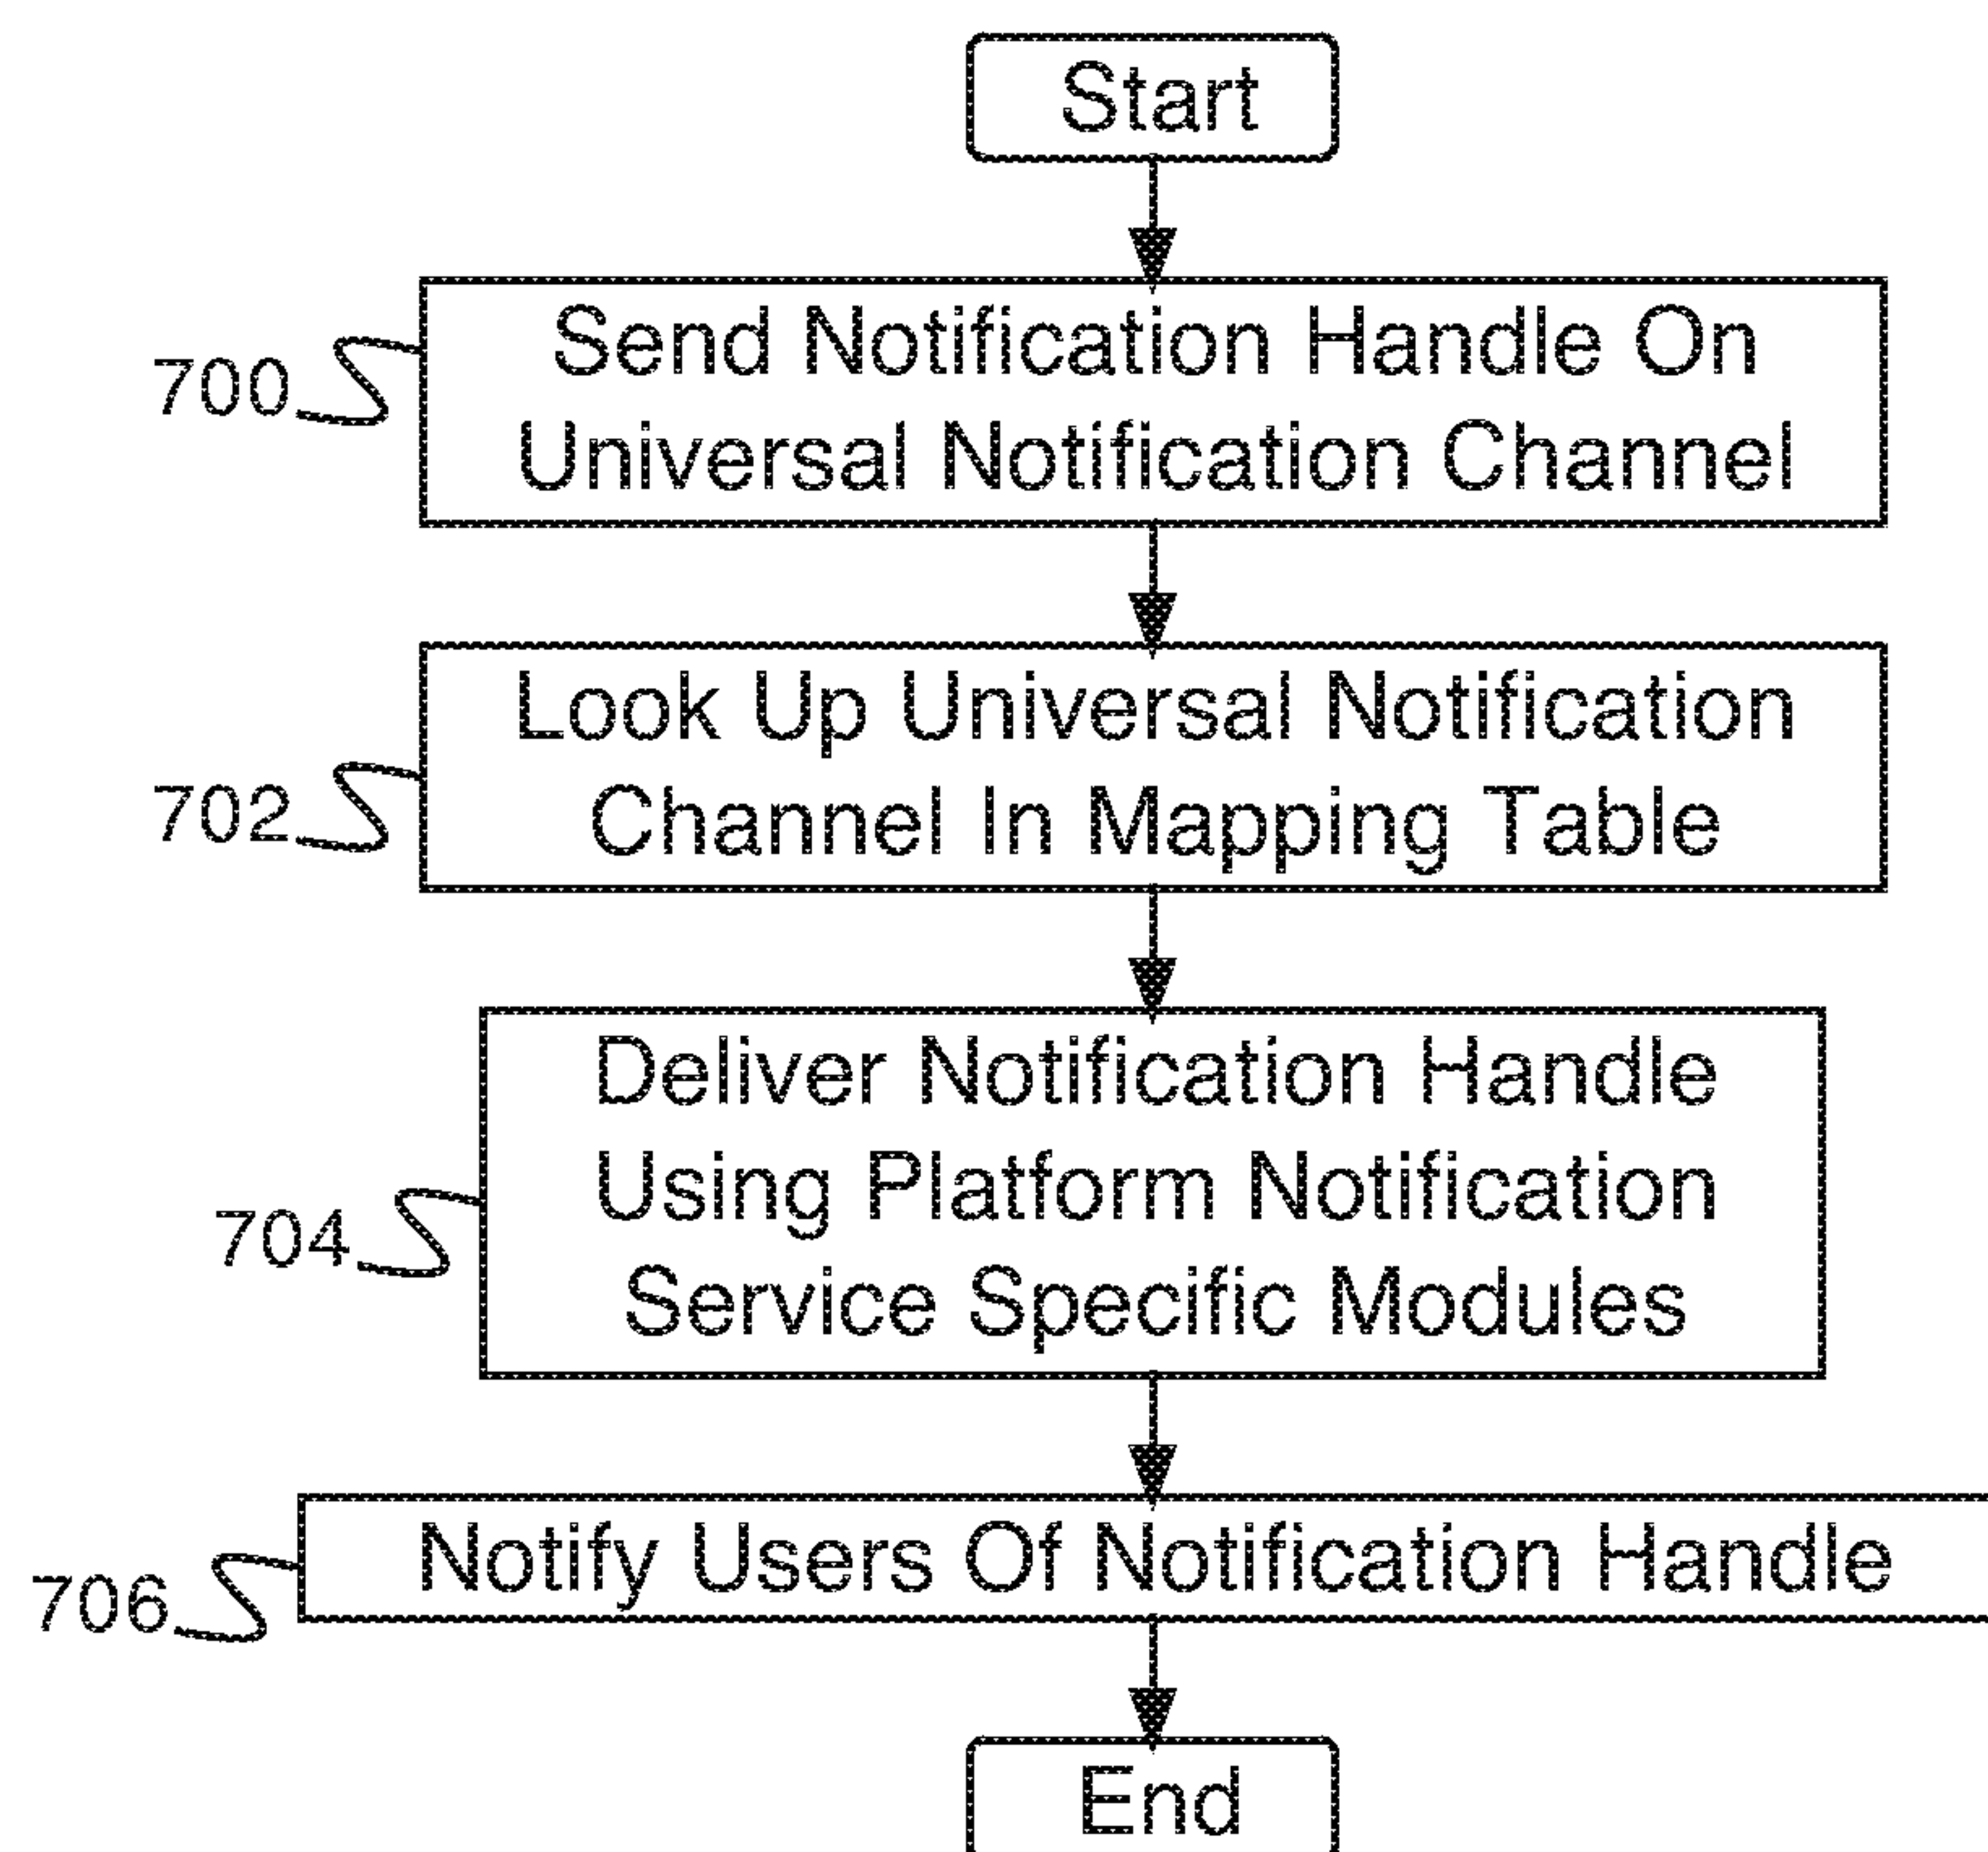 Start
700
Send Notification Handle On
Universal Notification Channel
702
Look Up Universal Notification
Channel In Mapping Table
704
Deliver Notification Handle
Using Platform Notification
Service Specific Modules
706
Notify Users Of Notification Handle
End